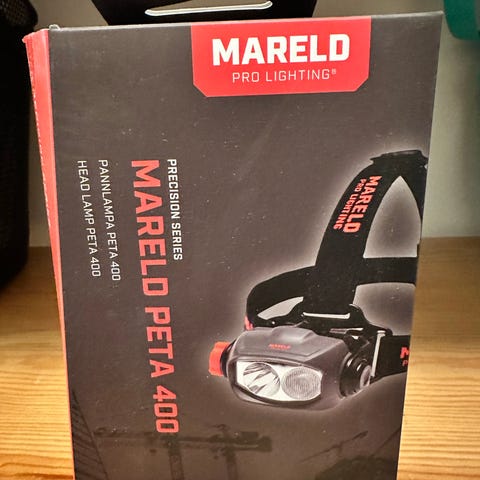 MARELD
PRO LIGHTING®
PRECISION SERIES
MARELD PETA 400
PANNLAMPA PETA 400
HEAD LAMP PETA 400
MARELD
PRO LIGHTING
MARELD